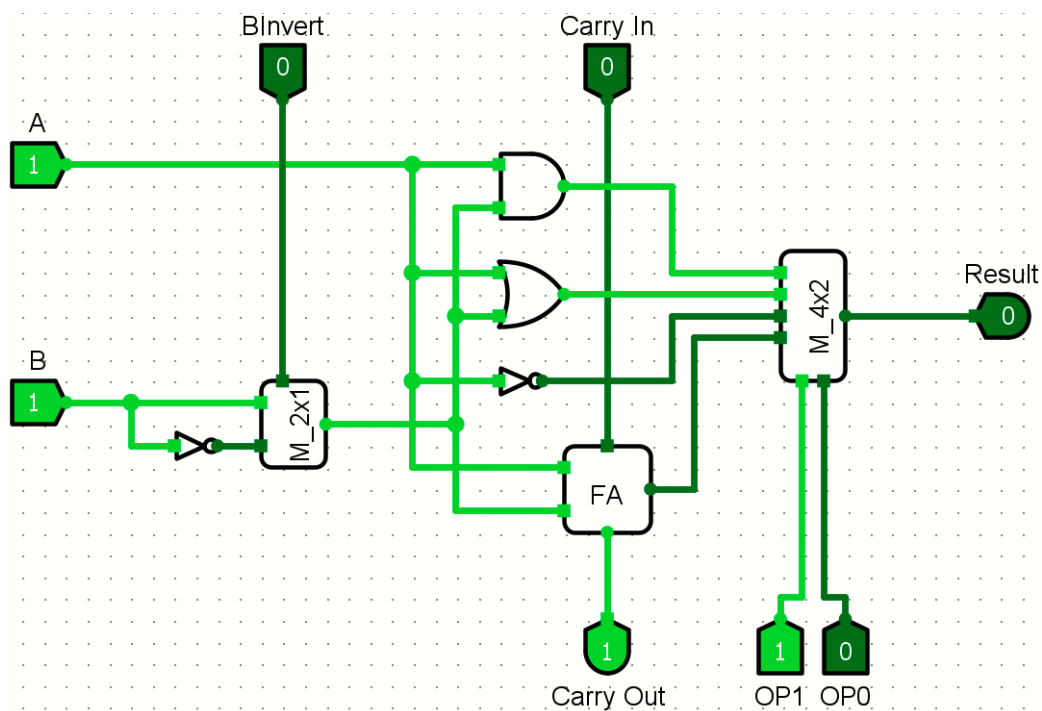 BInvert
Carry In
0
0
A
1
Result
M_4x2
0
B
1
M_2x1
FA
1
1
0
Carry Out
OP1
OP0